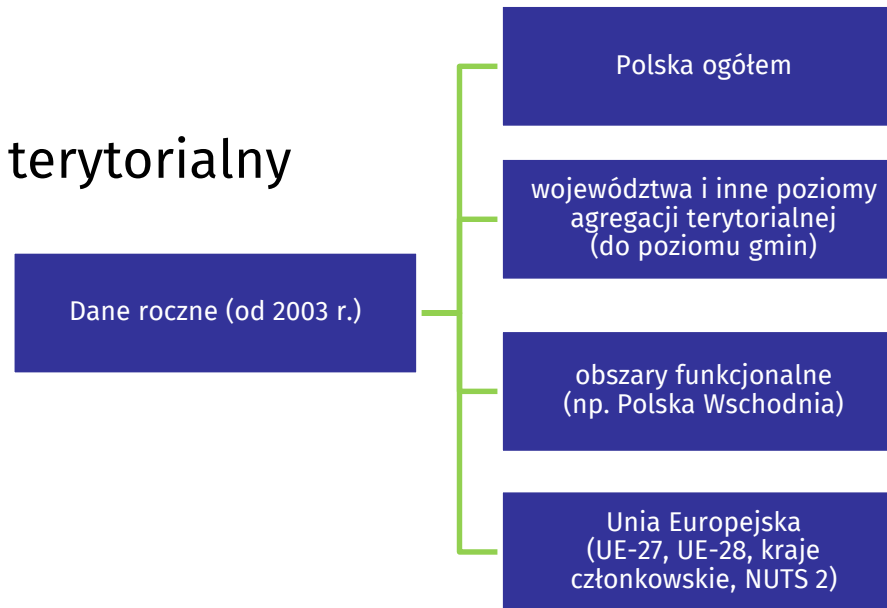 terytorialny
Dane roczne (od 2003 r.)
Polska ogółem
województwa i inne poziomy
agregacji terytorialnej
(do poziomu gmin)
obszary funkcjonalne
(np. Polska Wschodnia)
Unia Europejska
(UE-27, UE-28, kraje
członkowskie, NUTS 2)